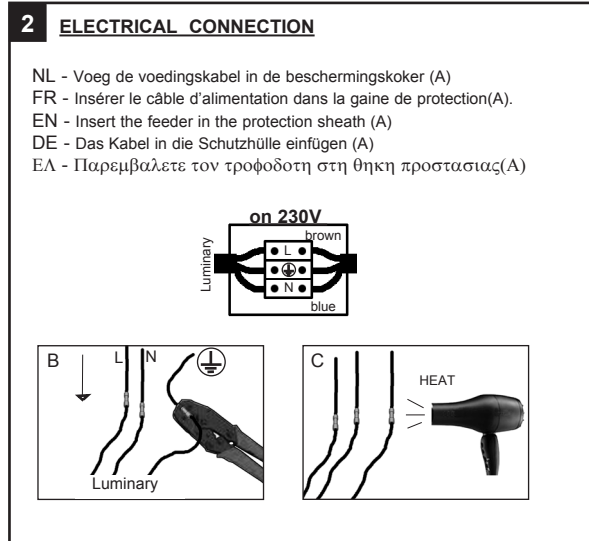 2 ELECTRICAL CONNECTION
NL - Voeg de voedingskabel in de beschermingskoker (A)
FR - Insérer le câble d'alimentation dans la gaine de protection(A).
EN - Insert the feeder in the protection sheath (A)
DE - Das Kabel in die Schutzhülle einfügen (A)
ΕΛ - Παρεμβαλετε τον τροφοδοτη στη θηκη προστασιας(A)
on 230V
brown
Luminary
L
N
blue
B
L N
Luminary
C
HEAT